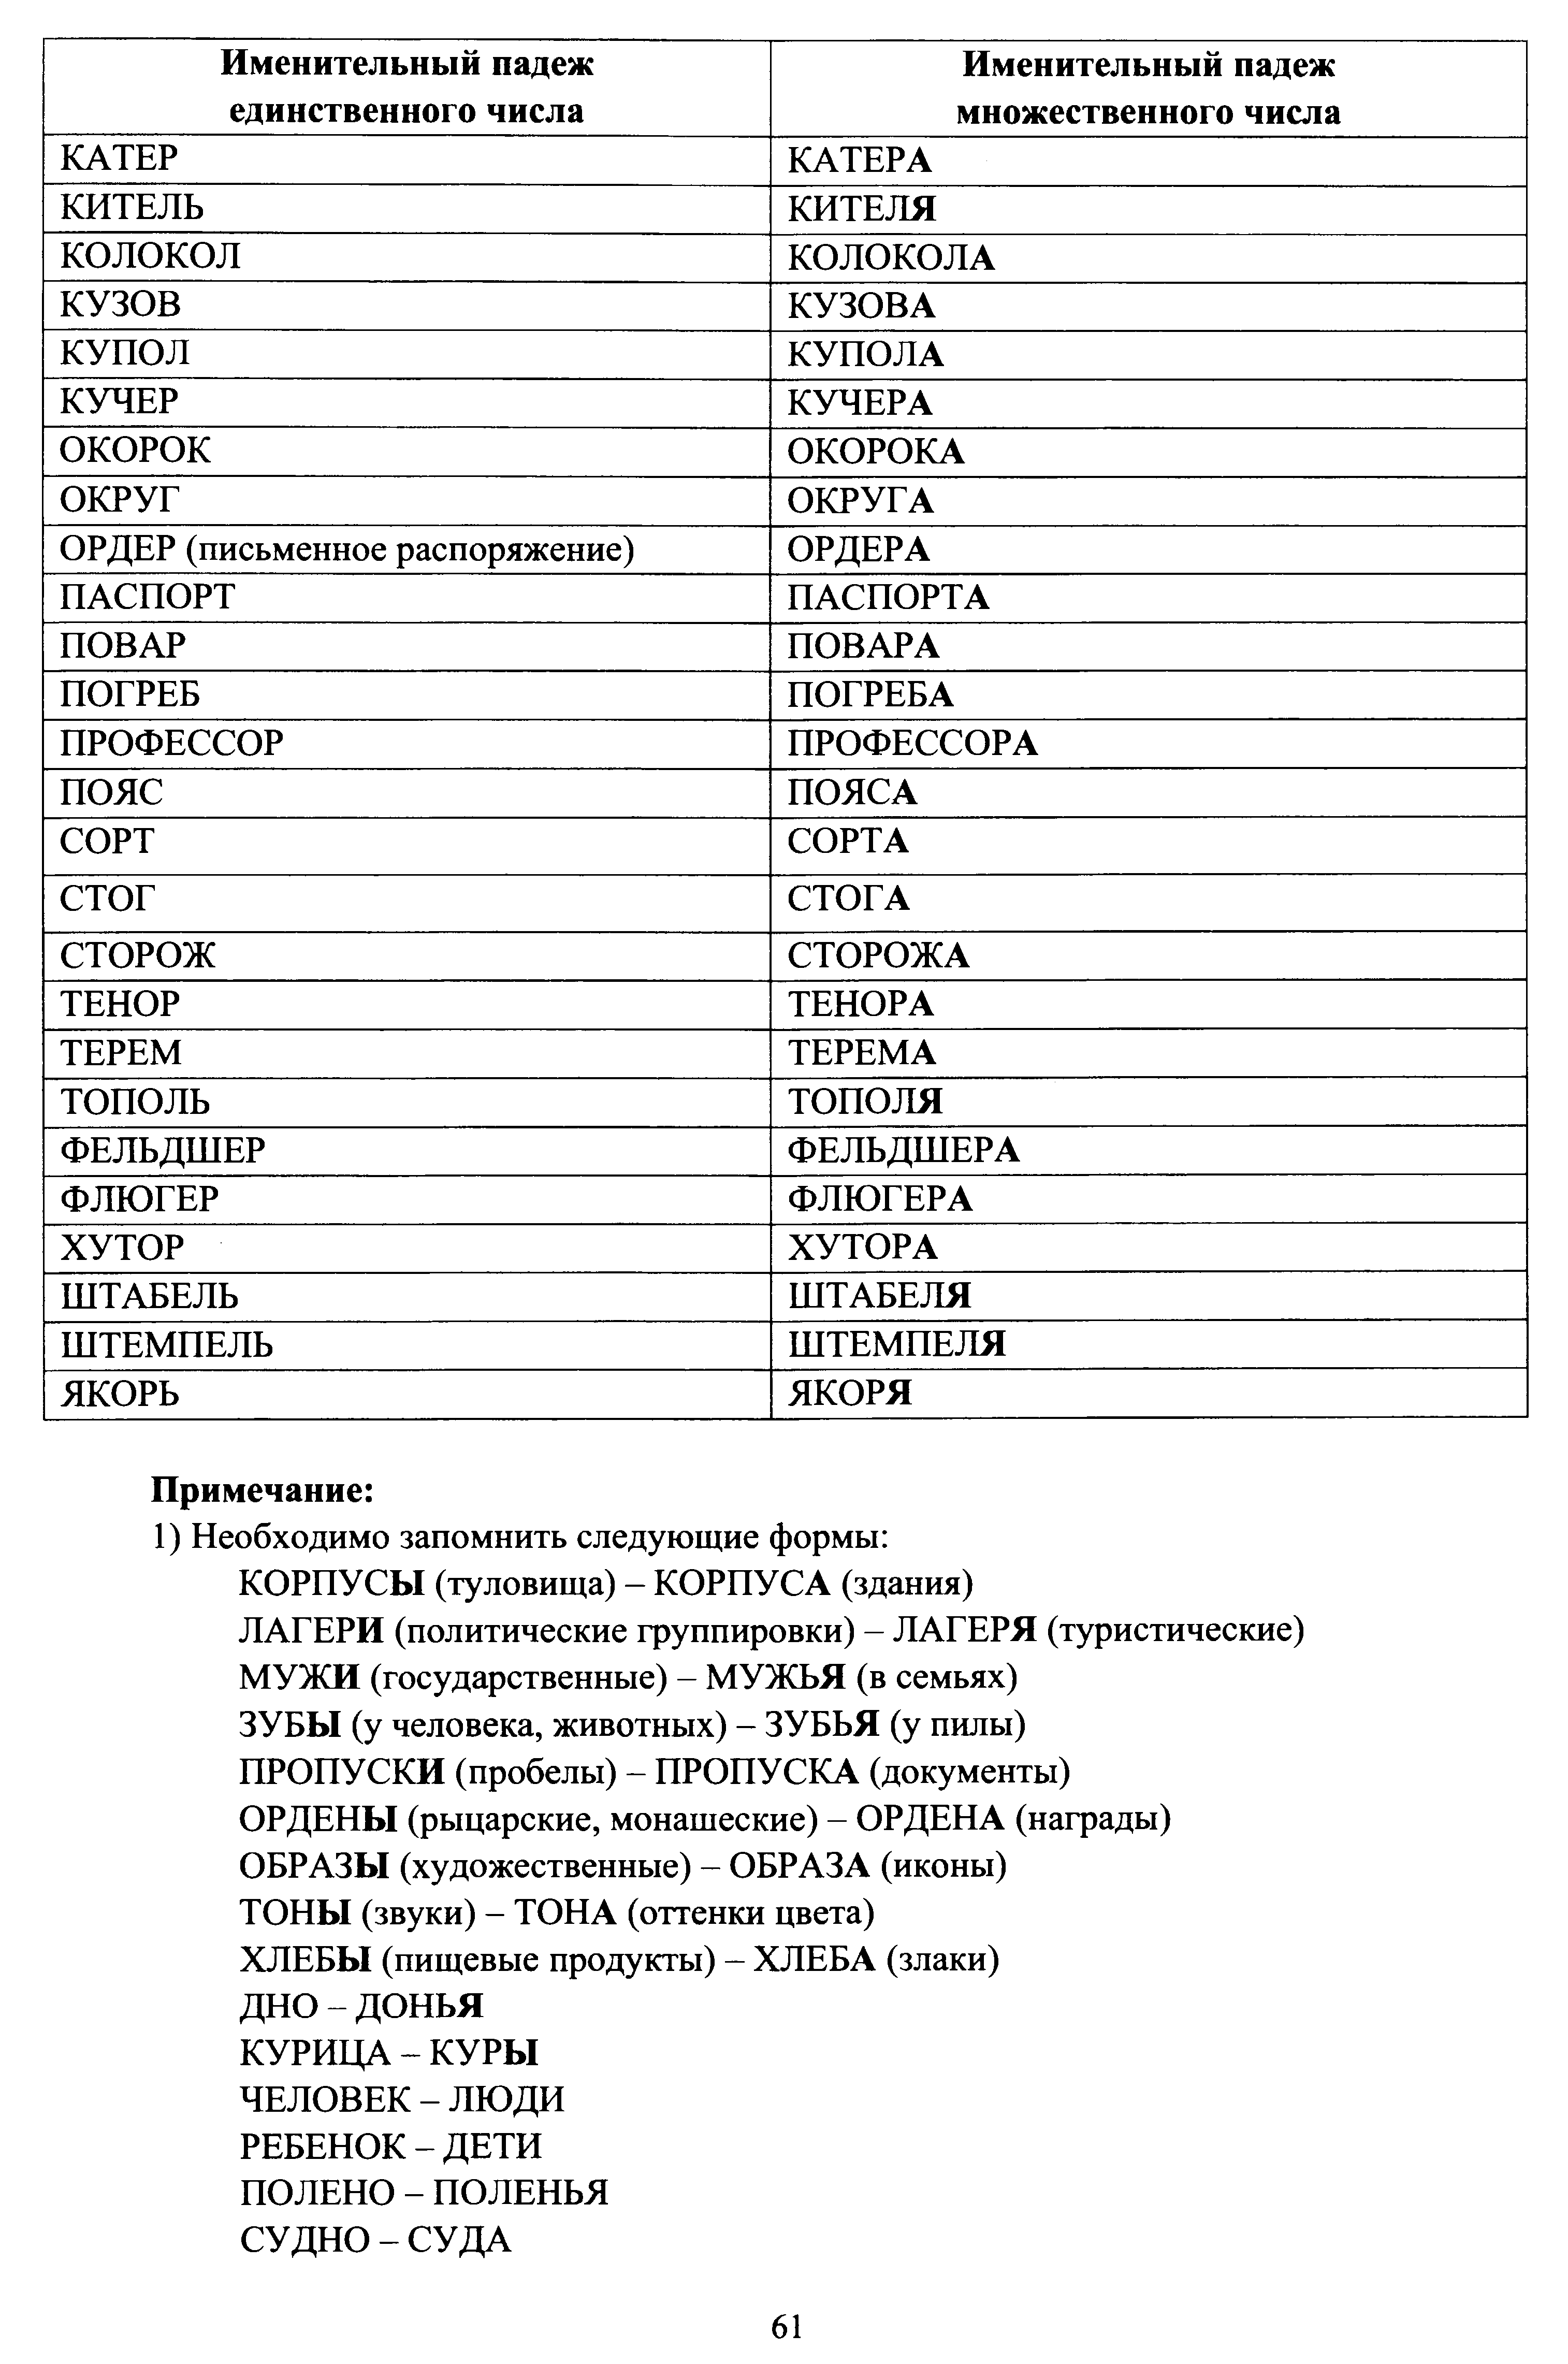 Именительный падеж
единственного числа
Именительный падеж
множественного числа
КАТЕР КАТЕРА
КИТЕЛЬ КИТЕЛЯ
КОЛОКОЛ КОЛОКОЛА
КУЗОВ КУЗОВА
КУПОЛ КУПОЛА
КУЧЕР КУЧЕРА
ОКОРОК ОКОРОКА
ОКРУГ ОКРУГА
ОРДЕР (письменное распоряжение) ОРДЕРА
ПАСПОРТ ПАСПОРТА
ПОВАР ПОВАРА
ПОГРЕБ ПОГРЕБА
ПРОФЕССОР ПРОФЕССОРА
ПОЯС ПОЯСА
СОРТ СОРТА
СТОГ СТОГА
СТОРОЖ СТОРОЖА
ТЕНОР ТЕНОРА
ТЕРЕМ ТЕРЕМА
ТОПОЛЬ ТОПОЛЯ
ФЕЛЬДШЕР ФЕЛЬДШЕРА
ФЛЮГЕР ФЛЮГЕРА
ХУТОР ХУТОРА
ШТАБЕЛЬ ШТАБЕЛЯ
ШТЕМПЕЛЬ ШТЕМПЕЛЯ
ЯКОРЬ ЯКОРЯ
Примечание:
1) Необходимо запомнить следующие формы:
КОРПУСЫ (туловища) – КОРПУСА (здания)
ЛАГЕРИ (политические группировки) – ЛАГЕРЯ (туристические)
МУЖИ (государственные) – МУЖЬЯ (в семьях)
ЗУБЫ (у человека, животных) – ЗУБЬЯ (у пилы)
ПРОПУСКИ (пробелы) – ПРОПУСКА (документы)
ОРДЕНЫ (рыцарские, монашеские) – ОРДЕНА (награды)
ОБРАЗЫ (художественные) – ОБРАЗА (иконы)
ТОНЫ (звуки) – ТОНА (оттенки цвета)
ХЛЕБЫ (пищевые продукты) – ХЛЕБА (злаки)
ДНО – ДОНЬЯ
КУРИЦА – КУРЫ
ЧЕЛОВЕК – ЛЮДИ
РЕБЕНОК – ДЕТИ
ПОЛЕНО – ПОЛЕНЬЯ
СУДНО – СУДА
61